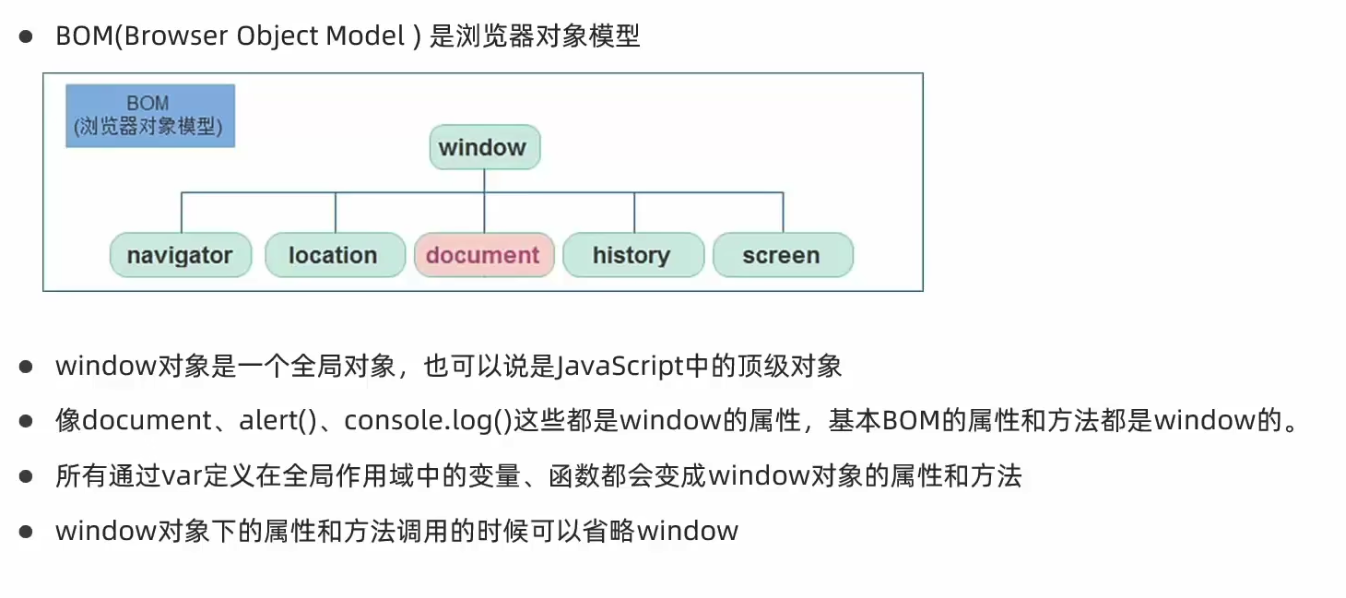 ● BOM(Browser Object Model ) 是浏览器对象模型
BOM
(浏览器对象模型)
window
navigator
location
document
history
screen
● window对象是一个全局对象，也可以说是JavaScript中的顶级对象
● 像document、alert()、console.log()这些都是window的属性，基本BOM的属性和方法都是window的。
● 所有通过var定义在全局作用域中的变量、函数都会变成window对象的属性和方法
● window对象下的属性和方法调用的时候可以省略window